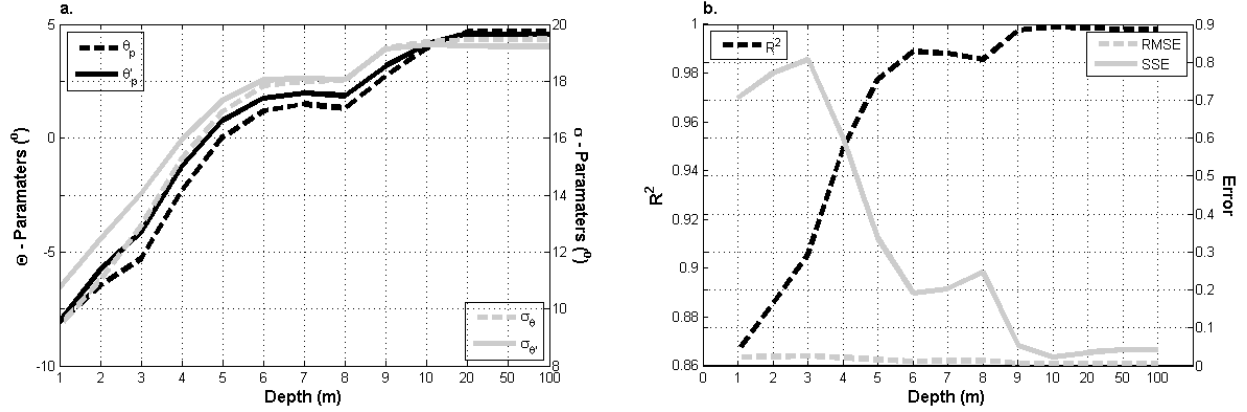 a.
b.
5
0
-5
-10
Θ - Paramaters (⁰)
θp
θ'p
σθ
σθ'
20
18
16
14
12
10
8
σ - Paramaters (⁰)
1 2 3 4 5 6 7 8 9 10 20 50 100
Depth (m)
1
0.98
0.96
0.94
0.92
0.9
0.88
0.86
R²
R²
RMSE
SSE
0.9
0.8
0.7
0.6
0.5
0.4
0.3
0.2
0.1
0
Error
0 1 2 3 4 5 6 7 8 9 10 20 50 100
Depth (m)